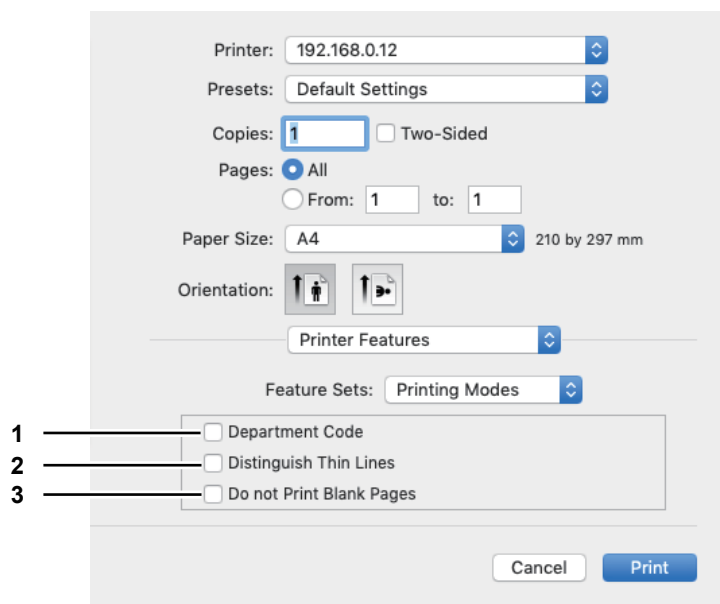 Printer: 192.168.0.12
Presets: Default Settings
Copies: 1 Two-Sided
Pages: All
From: 1 to: 1
Paper Size: A4 210 by 297 mm
Orientation:
Printer Features
Feature Sets: Printing Modes
1 Department Code
2 Distinguish Thin Lines
3 Do not Print Blank Pages
Cancel Print